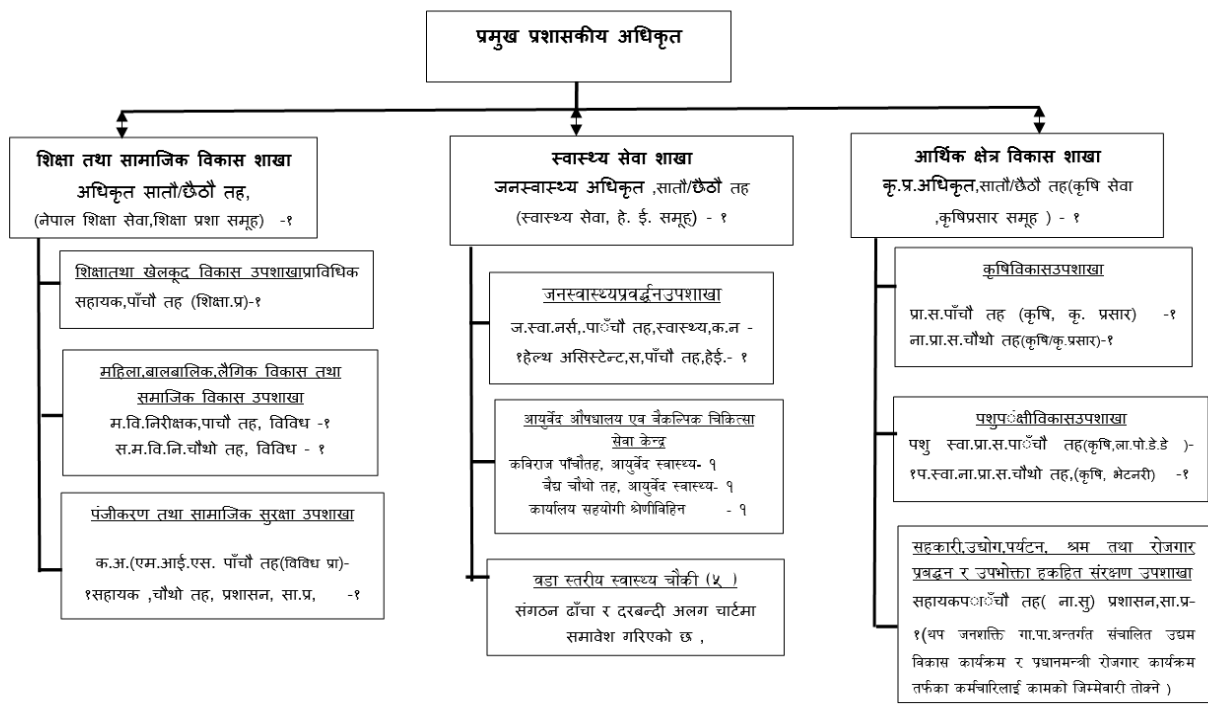 प्रमुख प्रशासकीय अधिकृत
शिक्षा तथा सामाजिक विकास शाखा
अधिकृत सातौ/छैठौ तह,
(नेपाल शिक्षा सेवा,शिक्षा प्रशा समूह) -१
शिक्षातथा खेलकूद विकास उपशाखाप्राविधिक
सहायक,पाँचौ तह (शिक्षा.प्र)-१
महिला,बालबालिक,लैगिक विकास तथा
समाजिक विकास उपशाखा
म.वि.निरीक्षक,पाचौ तह, विविध -१
स.म.वि.नि.चौथो तह, विविध - १
पंजीकरण तथा सामाजिक सुरक्षा उपशाखा
क.अ.(एम.आई.एस. पाँचौ तह(विविध प्रा)-
१सहायक ,चौथो तह, प्रशासन, सा.प्र, -१
स्वास्थ्य सेवा शाखा
जनस्वास्थ्य अधिकृत ,सातौ/छैठौ तह
(स्वास्थ्य सेवा, हे. ई. समूह) - १
जनस्वास्थ्यप्रवर्द्धनउपशाखा
ज.स्वा.नर्स,.पाँचौ तह,स्वास्थ्य,क.न -
१हेल्थ असिस्टेन्ट,स,पाँचौ तह,हेई.- १
आयुर्वेद औषधालय एव बैकल्पिक चिकित्सा
सेवा केन्द्र
कविराज पाँचौतह, आयुर्वेद स्वास्थ्य- १
बैद्य चौथो तह, आयुर्वेद स्वास्थ्य- १
कार्यालय सहयोगी श्रेणीविहिन - १
वडा स्तरीय स्वास्थ्य चौकी (५ )
संगठन ढाँचा र दरबन्दी अलग चार्टमा
समावेश गरिएको छ ,
आर्थिक क्षेत्र विकास शाखा
कृ.प्र.अधिकृत,सातौ/छैठौ तह(कृषि सेवा
,कृषिप्रसार समूह ) - १
कृषिविकासउपशाखा
प्रा.स.पाँचौ तह (कृषि, कृ. प्रसार) -१
ना.प्रा.स.चौथो तह(कृषि/कृ.प्रसार)-१
पशुपंक्षीविकासउपशाखा
पशु स्वा.प्रा.स.पाँचौ तह(कृषि,ला.पो.डे.डे )-
१प.स्वा.ना.प्रा.स.चौथो तह,(कृषि, भेटनरी) -१
सहकारी,उद्योग,पर्यटन, श्रम तथा रोजगार
प्रबद्धन र उपभोक्ता हकहित संरक्षण उपशाखा
सहायकपाँचौ तह( ना.सु) प्रशासन,सा.प्र-
१(थप जनशक्ति गा.पा.अन्तर्गत संचालित उद्यम
विकास कार्यक्रम र प्रधानमन्त्री रोजगार कार्यक्रम
तर्फका कर्मचारिलाई कामको जिम्मेवारी तोक्ने )